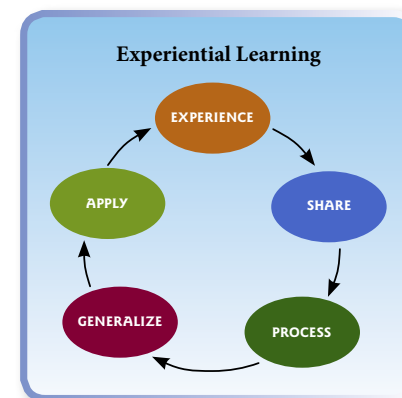 Experiential Learning
EXPERIENCE
SHARE
PROCESS
GENERALIZE
APPLY